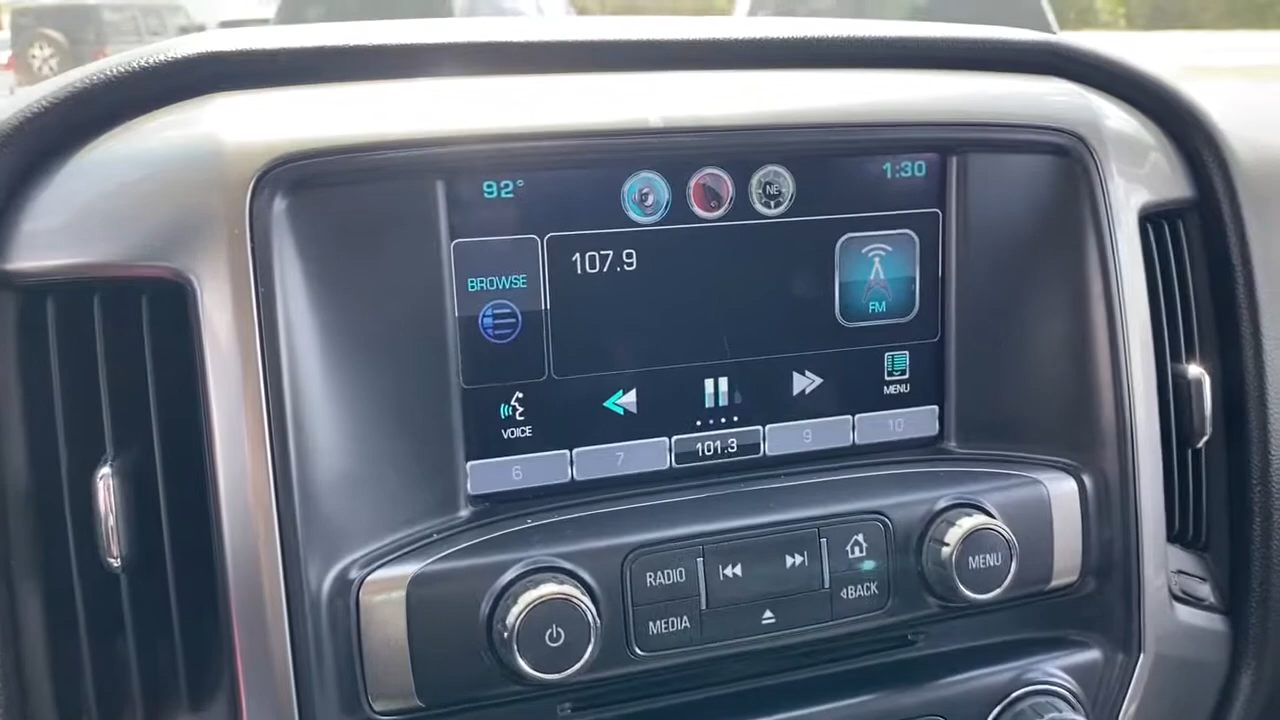 92°
NE
1:30
BROWSE
107.9
FM
VOICE
MENU
6
7
101.3
9
10
RADIO
MEDIA
BACK
MENU